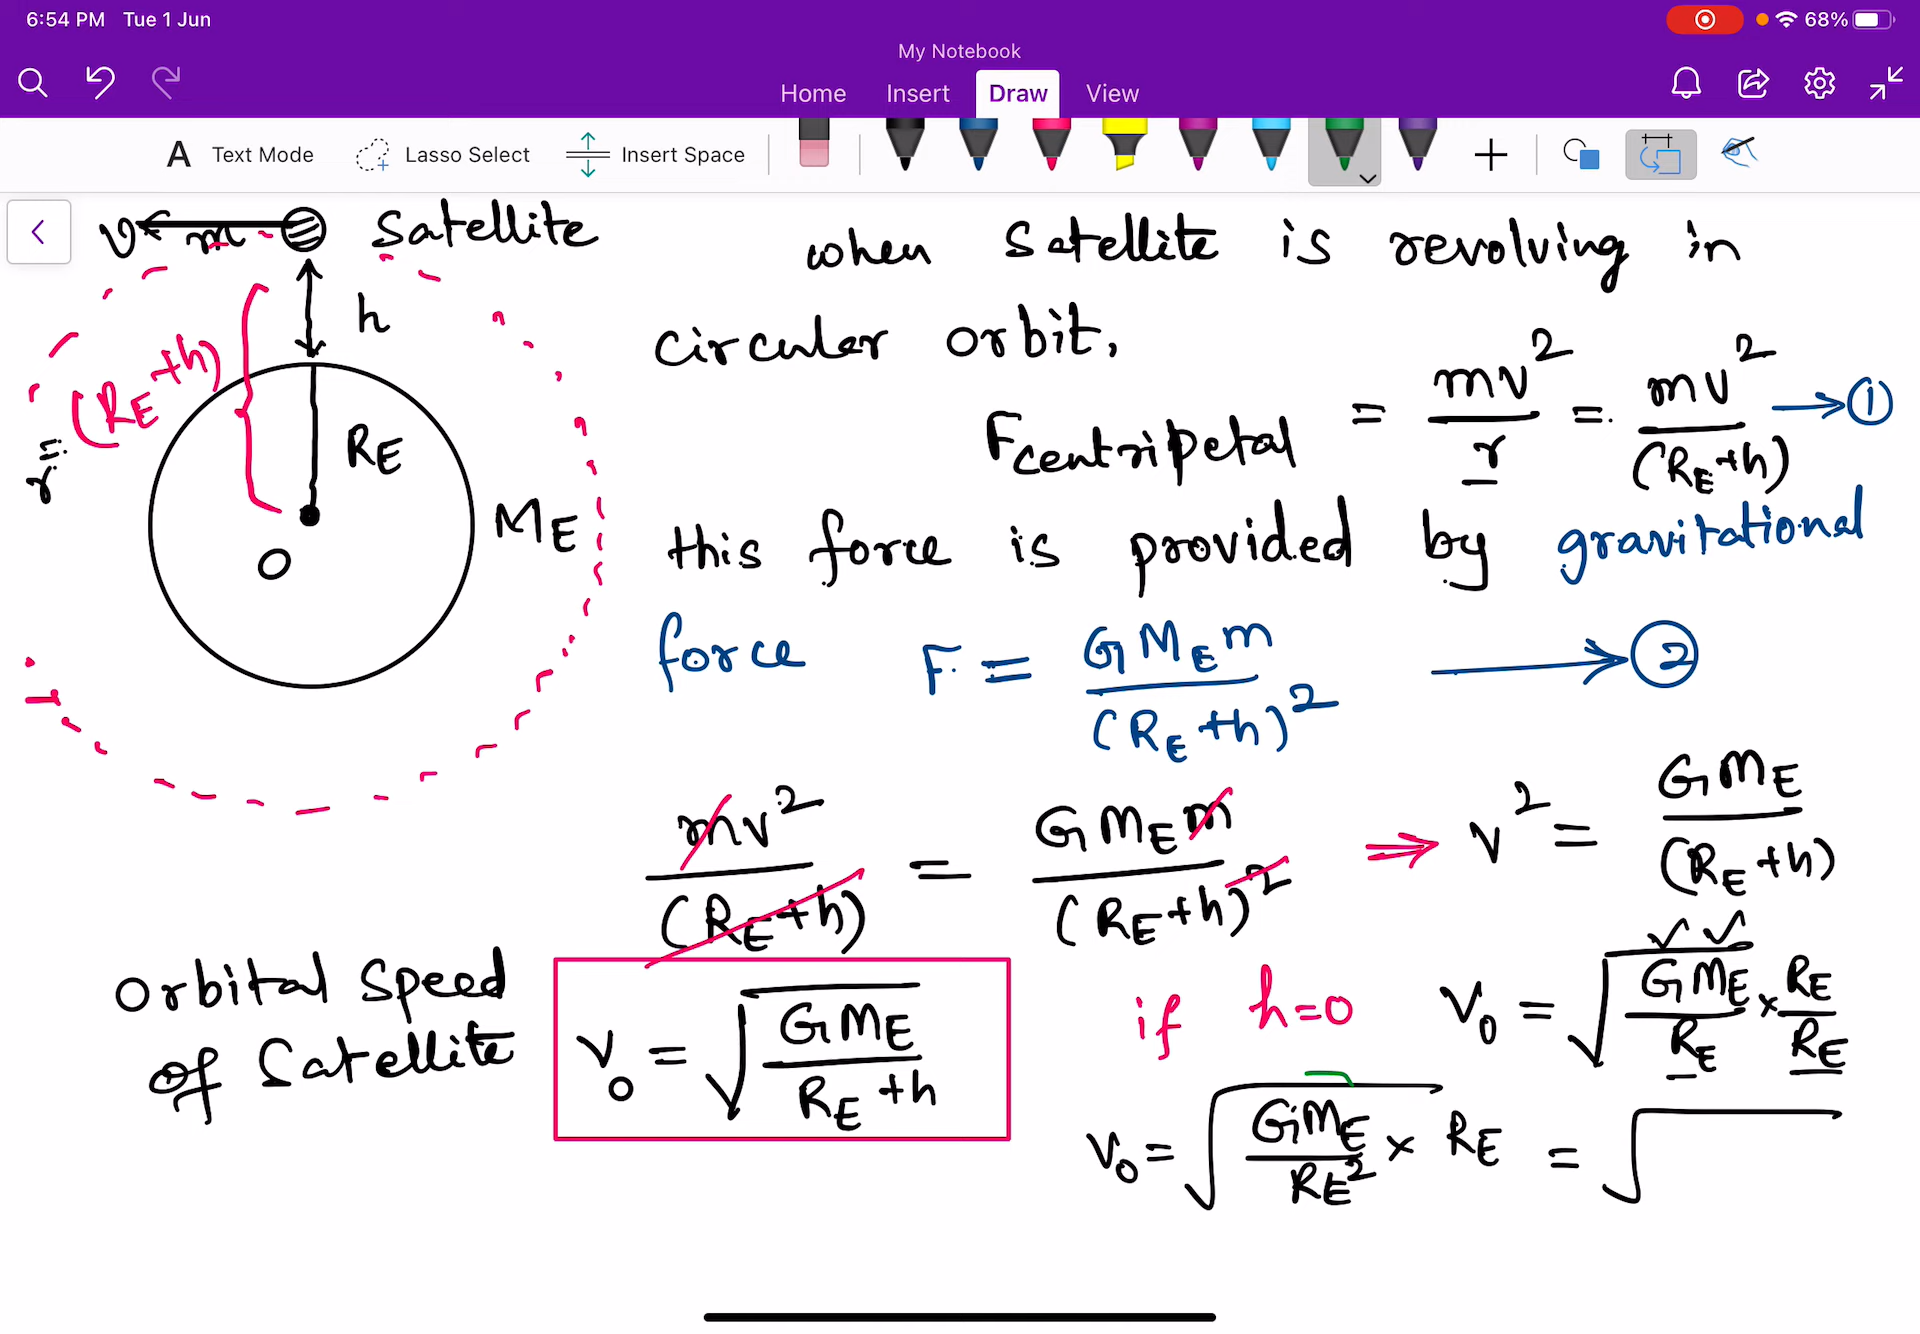 6:54 PM Tue 1 Jun
68%
My Notebook
Home Insert Draw View
A Text Mode Lasso Select Insert Space
v m Satellite
h
(RE+h)
RE
= r
ME
O
when satellite is revolving in
circular orbit,
Fcentripetal = mv²/r = mv²/(RE+h) → ①
this force is provided by gravitational
force F = GMEm/(RE+h)² → ②
mv²/(RE+h) = GMEm/(RE+h)² ⇒ v² = GME/(RE+h)
Orbital Speed
of Satellite
v₀ = √(GME/RE+h)
if h=0 v₀ = √(GME/RE × RE/RE)
v₀ = √(GME/RE² × RE) = √